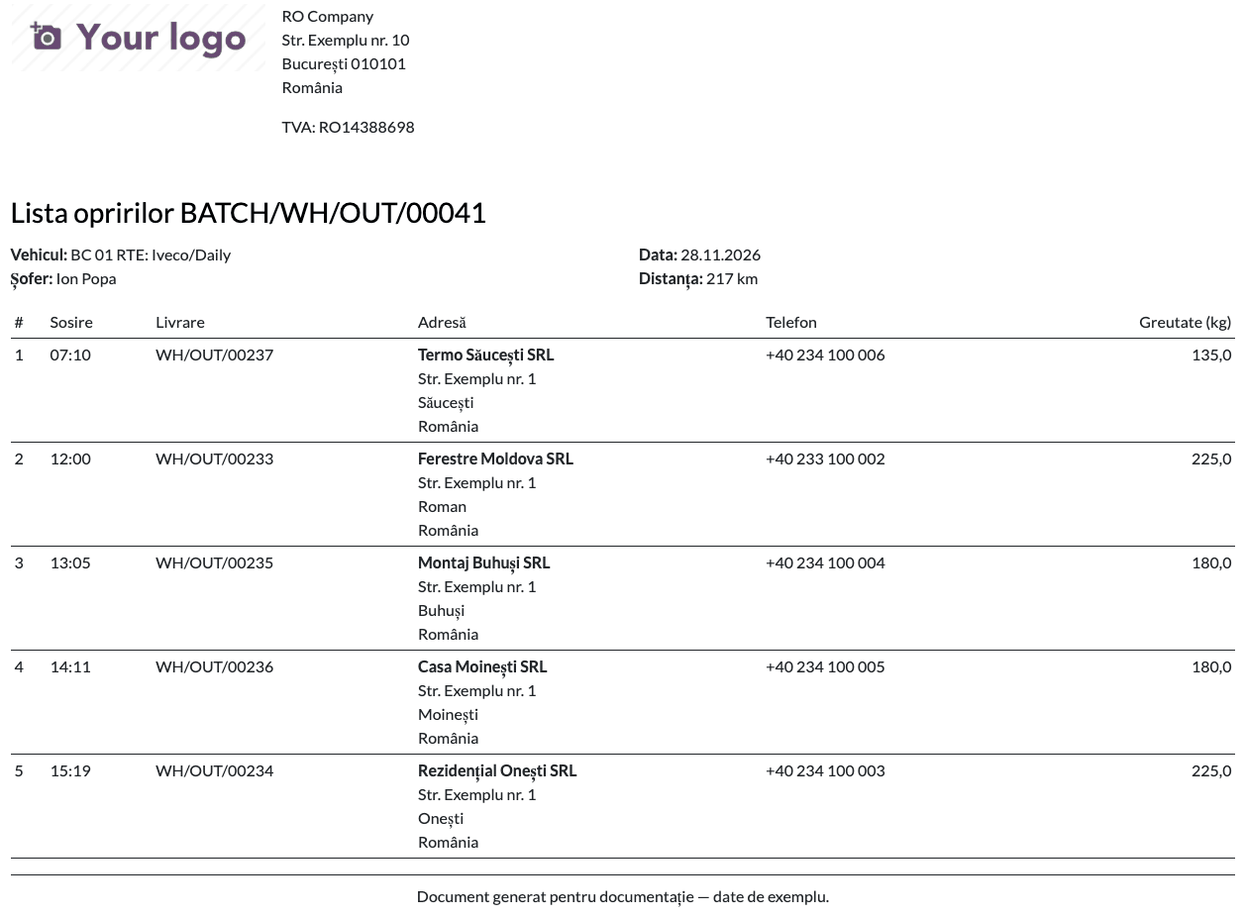 Your logo
RO Company
Str. Exemplu nr. 10
București 010101
România
TVA: RO14388698
Lista opririlor BATCH/WH/OUT/00041
Vehicul: BC 01 RTE: Iveco/Daily
Data: 28.11.2026
Șofer: Ion Popa
Distanța: 217 km
# Sosire Livrare Adresă Telefon Greutate (kg)
1 07:10 WH/OUT/00237 Termo Săucești SRL +40 234 100 006 135,0
Str. Exemplu nr. 1
Săucești
România
2 12:00 WH/OUT/00233 Ferestre Moldova SRL +40 233 100 002 225,0
Str. Exemplu nr. 1
Roman
România
3 13:05 WH/OUT/00235 Montaj Buhuși SRL +40 234 100 004 180,0
Str. Exemplu nr. 1
Buhuși
România
4 14:11 WH/OUT/00236 Casa Moinești SRL +40 234 100 005 180,0
Str. Exemplu nr. 1
Moinești
România
5 15:19 WH/OUT/00234 Rezidențial Onești SRL +40 234 100 003 225,0
Str. Exemplu nr. 1
Onești
România
Document generat pentru documentație — date de exemplu.